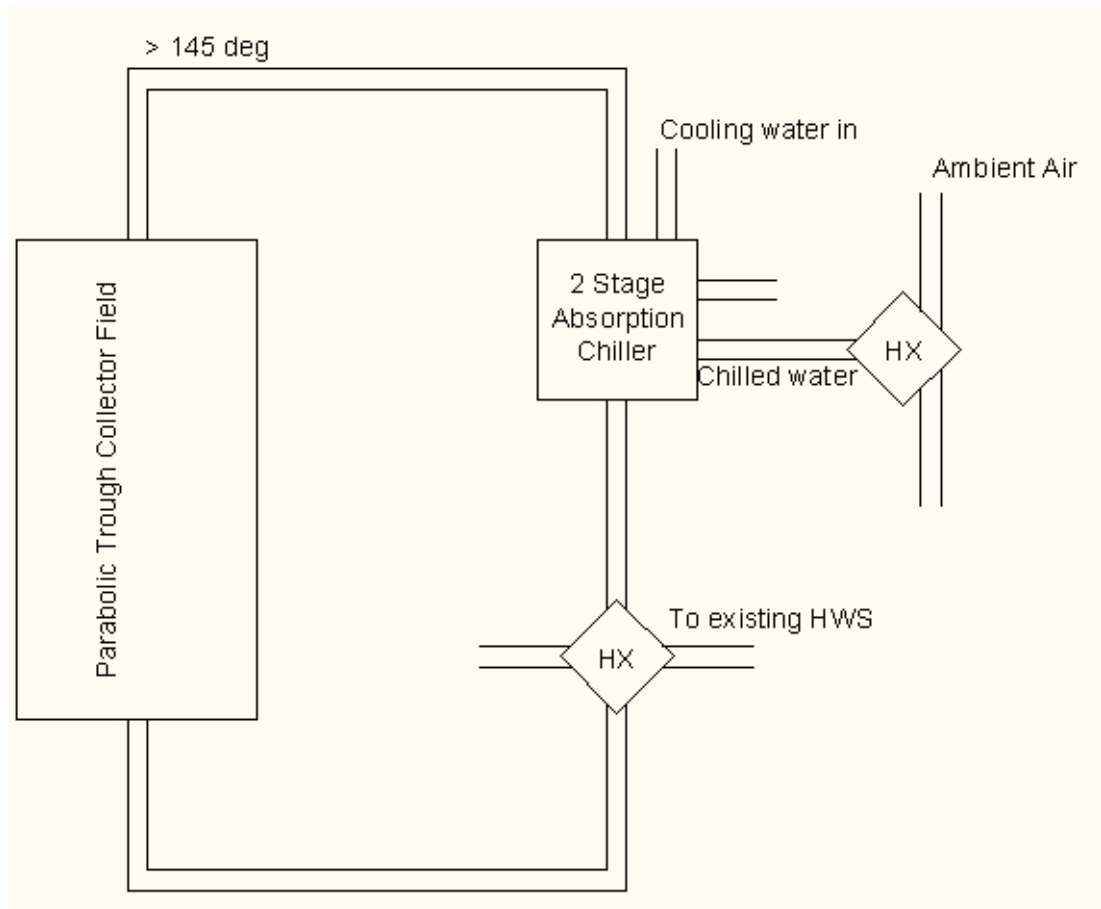 > 145 deg
Cooling water in
Ambient Air
Parabolic Trough Collector Field
2 Stage
Absorption
Chiller
HX
Chilled water
To existing HWS
HX